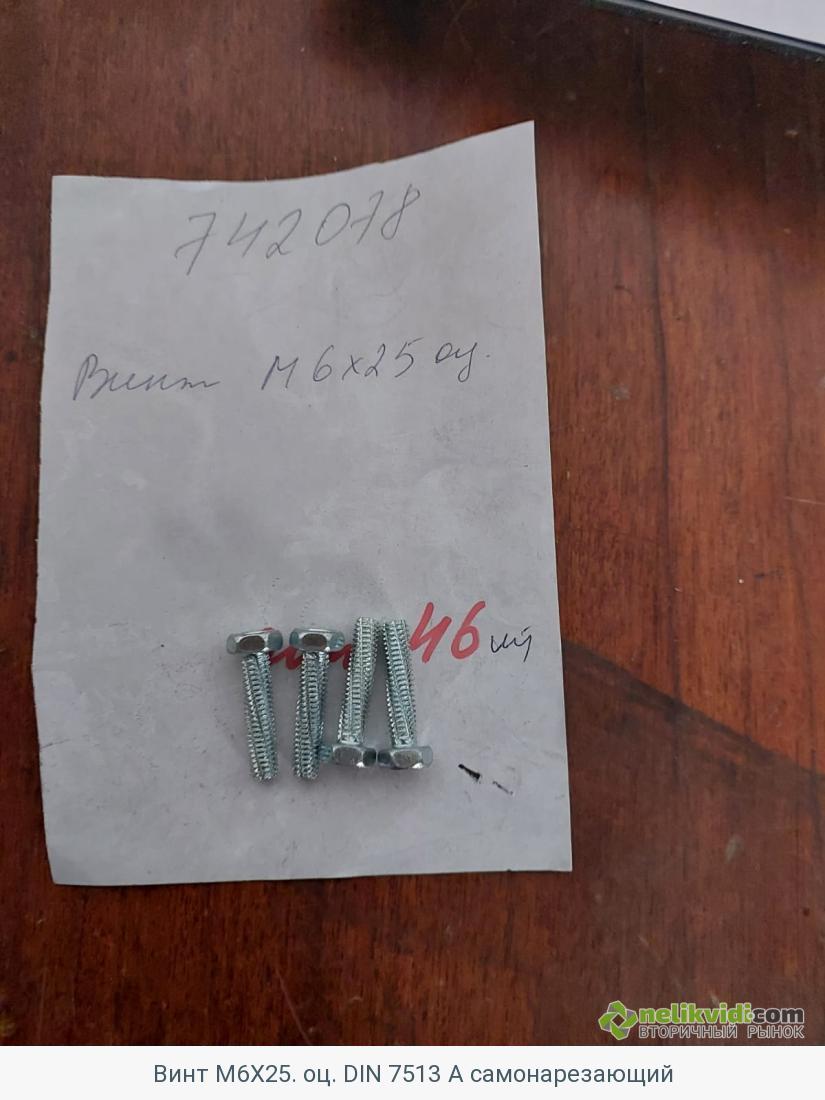 742078
Винт М6х25 оц.
46 шт
nelikvidi.com
ВТОРИЧНЫЙ РЫНОК
Винт М6Х25. оц. DIN 7513 А самонарезающий